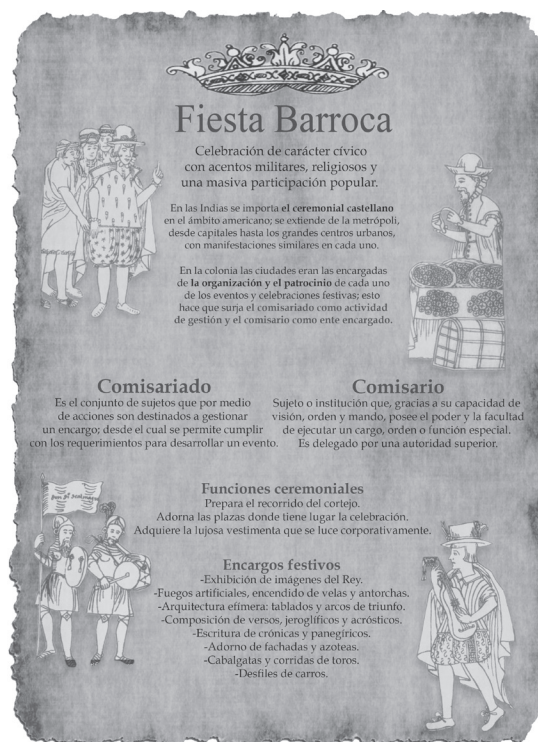 Fiesta Barroca
Celebración de carácter cívico
con acentos militares, religiosos y
una masiva participación popular.
En las Indias se importa el ceremonial castellano
en el ámbito americano; se extiende de la metrópoli,
desde capitales hasta los grandes centros urbanos,
con manifestaciones similares en cada uno.
En la colonia las ciudades eran las encargadas
de la organización y el patrocinio de cada uno
de los eventos y celebraciones festivas; esto
hace que surja el comisariado como actividad
de gestión y el comisario como ente encargado.
Comisariado
Es el conjunto de sujetos que por medio
de acciones son destinados a gestionar
un encargo; desde el cual se permite cumplir
con los requerimientos para desarrollar un evento.
Comisario
Sujeto o institución que, gracias a su capacidad de
visión, orden y mando, posee el poder y la facultad
de ejecutar un cargo, orden o función especial.
Es delegado por una autoridad superior.
Funciones ceremoniales
Prepara el recorrido del cortejo.
Adorna las plazas donde tiene lugar la celebración.
Adquiere la lujosa vestimenta que se luce corporativamente.
Encargos festivos
-Exhibición de imágenes del Rey.
-Fuegos artificiales, encendido de velas y antorchas.
-Arquitectura efímera: tablados y arcos de triunfo.
-Composición de versos, jeroglíficos y acrósticos.
-Escritura de crónicas y panegíricos.
-Adorno de fachadas y azoteas.
-Cabalgatas y corridas de toros.
-Desfiles de carros.